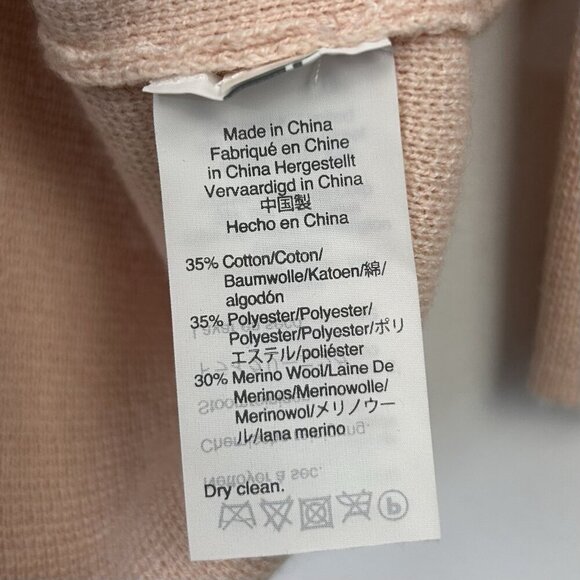 Made in China
Fabriqué en Chine
in China Hergestellt
Vervaardigd in China
中国製
Hecho en China
35% Cotton/Coton/
Baumwolle/Katoen/綿/
algodón
35% Polyester/Polyester/
Polyester/Polyester/ポリ
エステル/poliéster
30% Merino Wool/Laine De
Merinos/Merinowolle/
Merinowol/メリノウー
ル/lana merino
Dry clean.
P